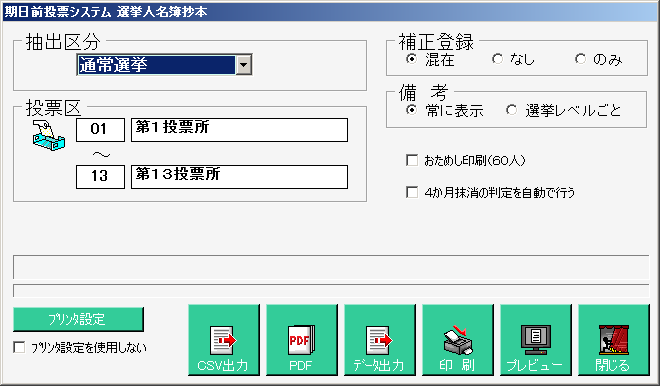 期日前投票システム 選挙人名簿抄本
抽出区分
通常選挙
補正登録
混在 なし のみ
備 考
常に表示 選挙レベルごと
投票区
01 第1投票所
～
13 第13投票所
おためし印刷(60人)
4か月抹消の判定を自動で行う
プリンタ設定
プリンタ設定を使用しない
CSV出力 PDF データ出力 印 刷 プレビュー 閉じる
PDF